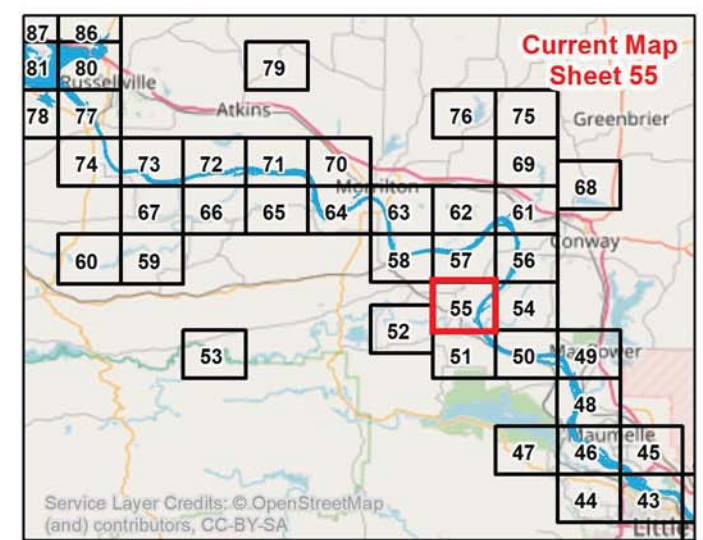 87 86
Current Map
Sheet 55
81 80
79
Russellville
78 77
Atkins
76 75
Greenbrier
74 73 72 71 70
69
68
Morrilton
67 66 65 64 63 62 61
Conway
60 59
58 57 56
55 54
52
53
51 50 49
Mayflower
48
Maumelle
47 46 45
44 43
Service Layer Credits: © OpenStreetMap
(and) contributors, CC-BY-SA
Little